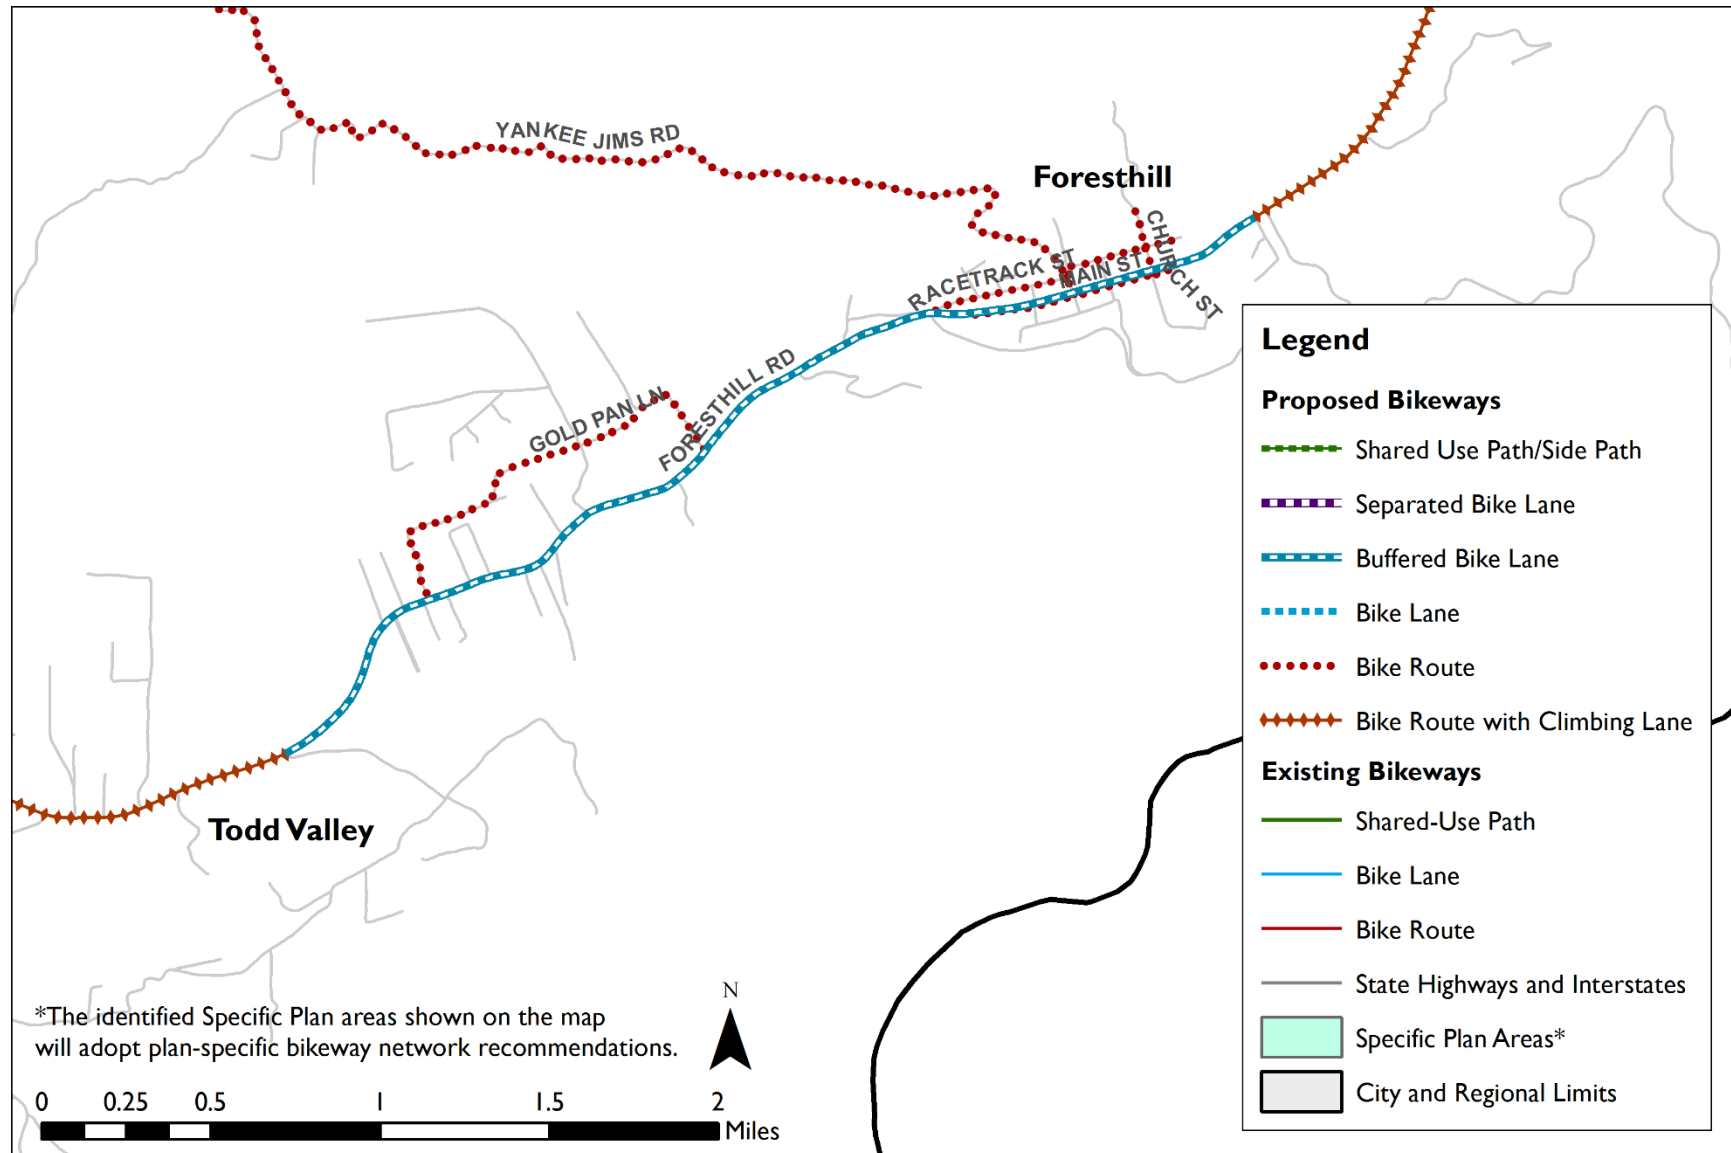 YANKEE JIMS RD
Foresthill
CHURCH ST
RACETRACK ST
MAIN ST
FORESTHILL RD
GOLD PAN LN
Todd Valley
Legend
Proposed Bikeways
Shared Use Path/Side Path
Separated Bike Lane
Buffered Bike Lane
Bike Lane
Bike Route
Bike Route with Climbing Lane
Existing Bikeways
Shared-Use Path
Bike Lane
Bike Route
State Highways and Interstates
Specific Plan Areas*
City and Regional Limits
*The identified Specific Plan areas shown on the map
will adopt plan-specific bikeway network recommendations.
N
0 0.25 0.5 1 1.5 2
Miles